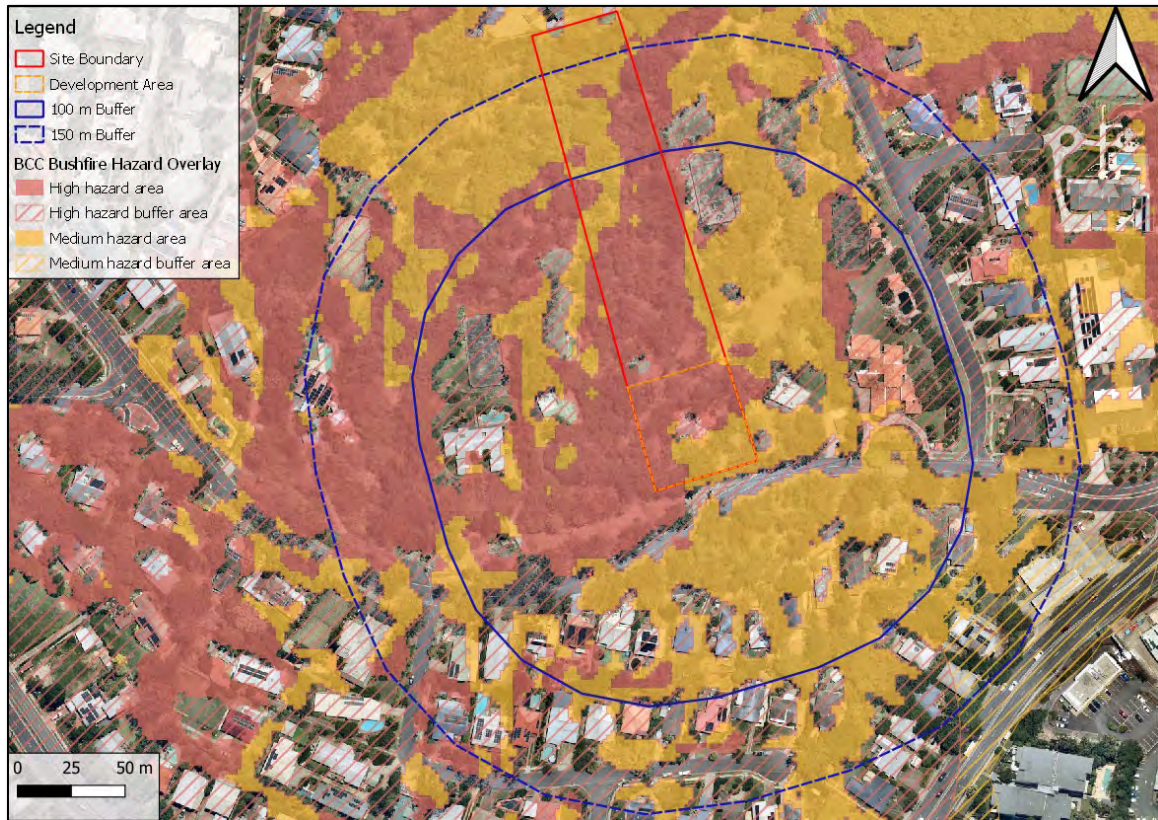 Legend
Site Boundary
Development Area
100 m Buffer
150 m Buffer
BCC Bushfire Hazard Overlay
High hazard area
High hazard buffer area
Medium hazard area
Medium hazard buffer area
0 25 50 m